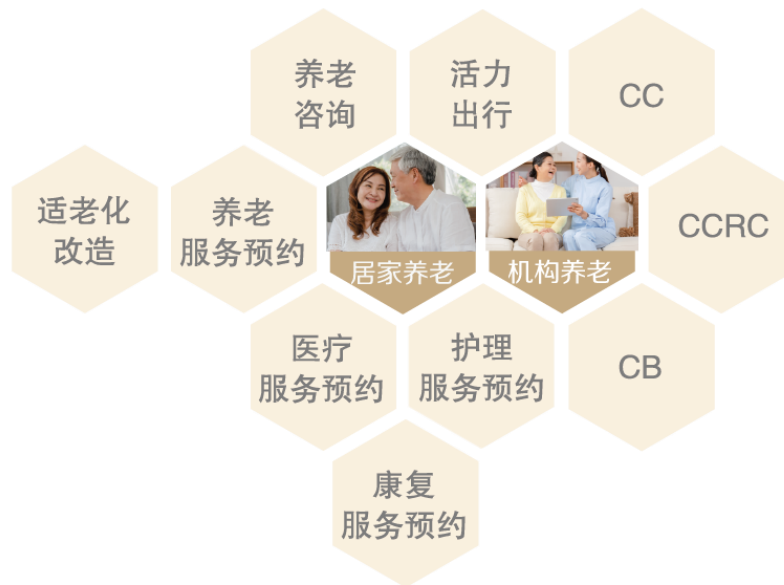 养老
咨询
活力
出行
CC
适老化
改造
养老
服务预约
居家养老
机构养老
CCRC
医疗
服务预约
护理
服务预约
CB
康复
服务预约